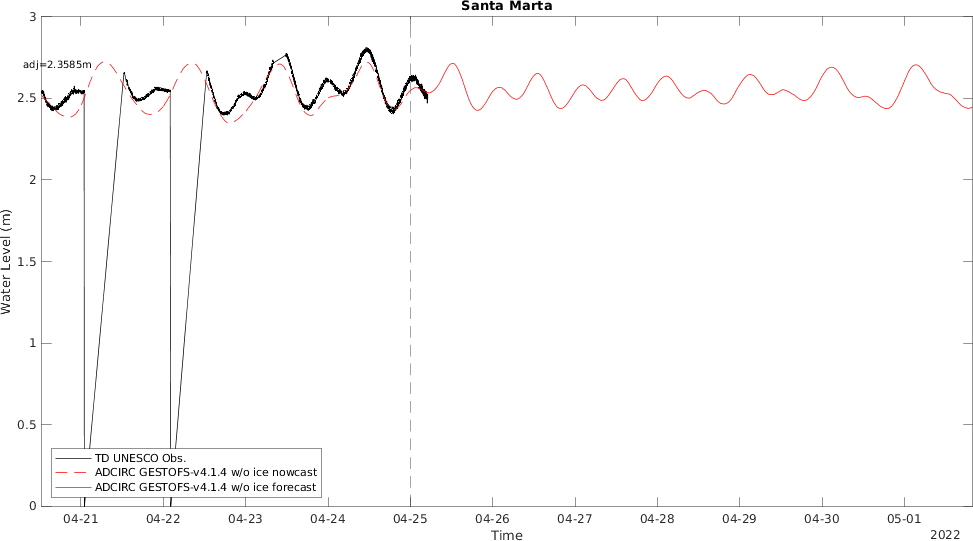 Santa Marta
3
adj=2.3585m
2.5
2
1.5
1
0.5
0
Water Level (m)
TD UNESCO Obs.
ADCIRC GESTOFS-v4.1.4 w/o ice nowcast
ADCIRC GESTOFS-v4.1.4 w/o ice forecast
04-21 04-22 04-23 04-24 04-25 04-26 04-27 04-28 04-29 04-30 05-01
Time
2022